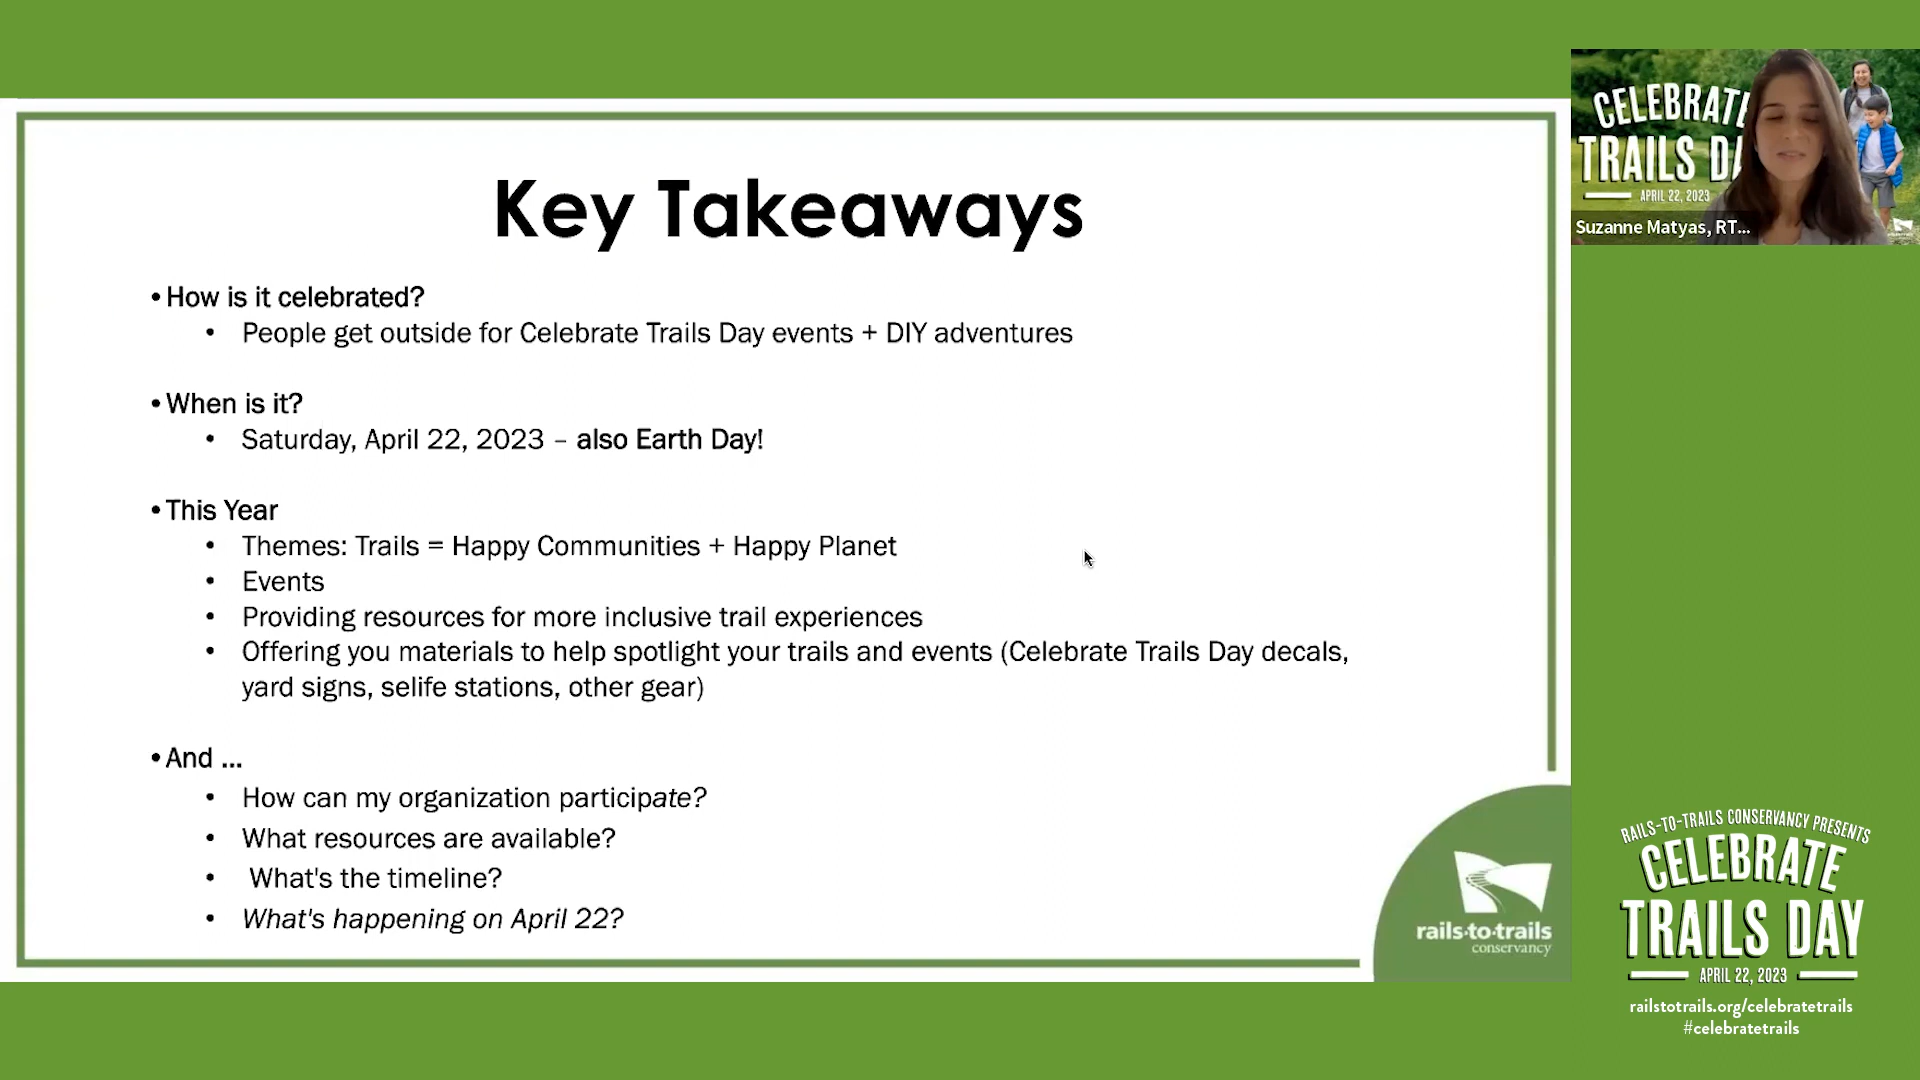 Key Takeaways
• How is it celebrated?
• People get outside for Celebrate Trails Day events + DIY adventures
• When is it?
• Saturday, April 22, 2023 – also Earth Day!
• This Year
• Themes: Trails = Happy Communities + Happy Planet
• Events
• Providing resources for more inclusive trail experiences
• Offering you materials to help spotlight your trails and events (Celebrate Trails Day decals,
yard signs, selife stations, other gear)
• And ...
• How can my organization participate?
• What resources are available?
• What's the timeline?
• What's happening on April 22?
rails·to·trails
conservancy
CELEBRATE
TRAILS DA
APRIL 22, 2023
Suzanne Matyas, RT...
RAILS-TO-TRAILS CONSERVANCY PRESENTS
CELEBRATE
TRAILS DAY
APRIL 22, 2023
railstotrails.org/celebratetrails
#celebratetrails